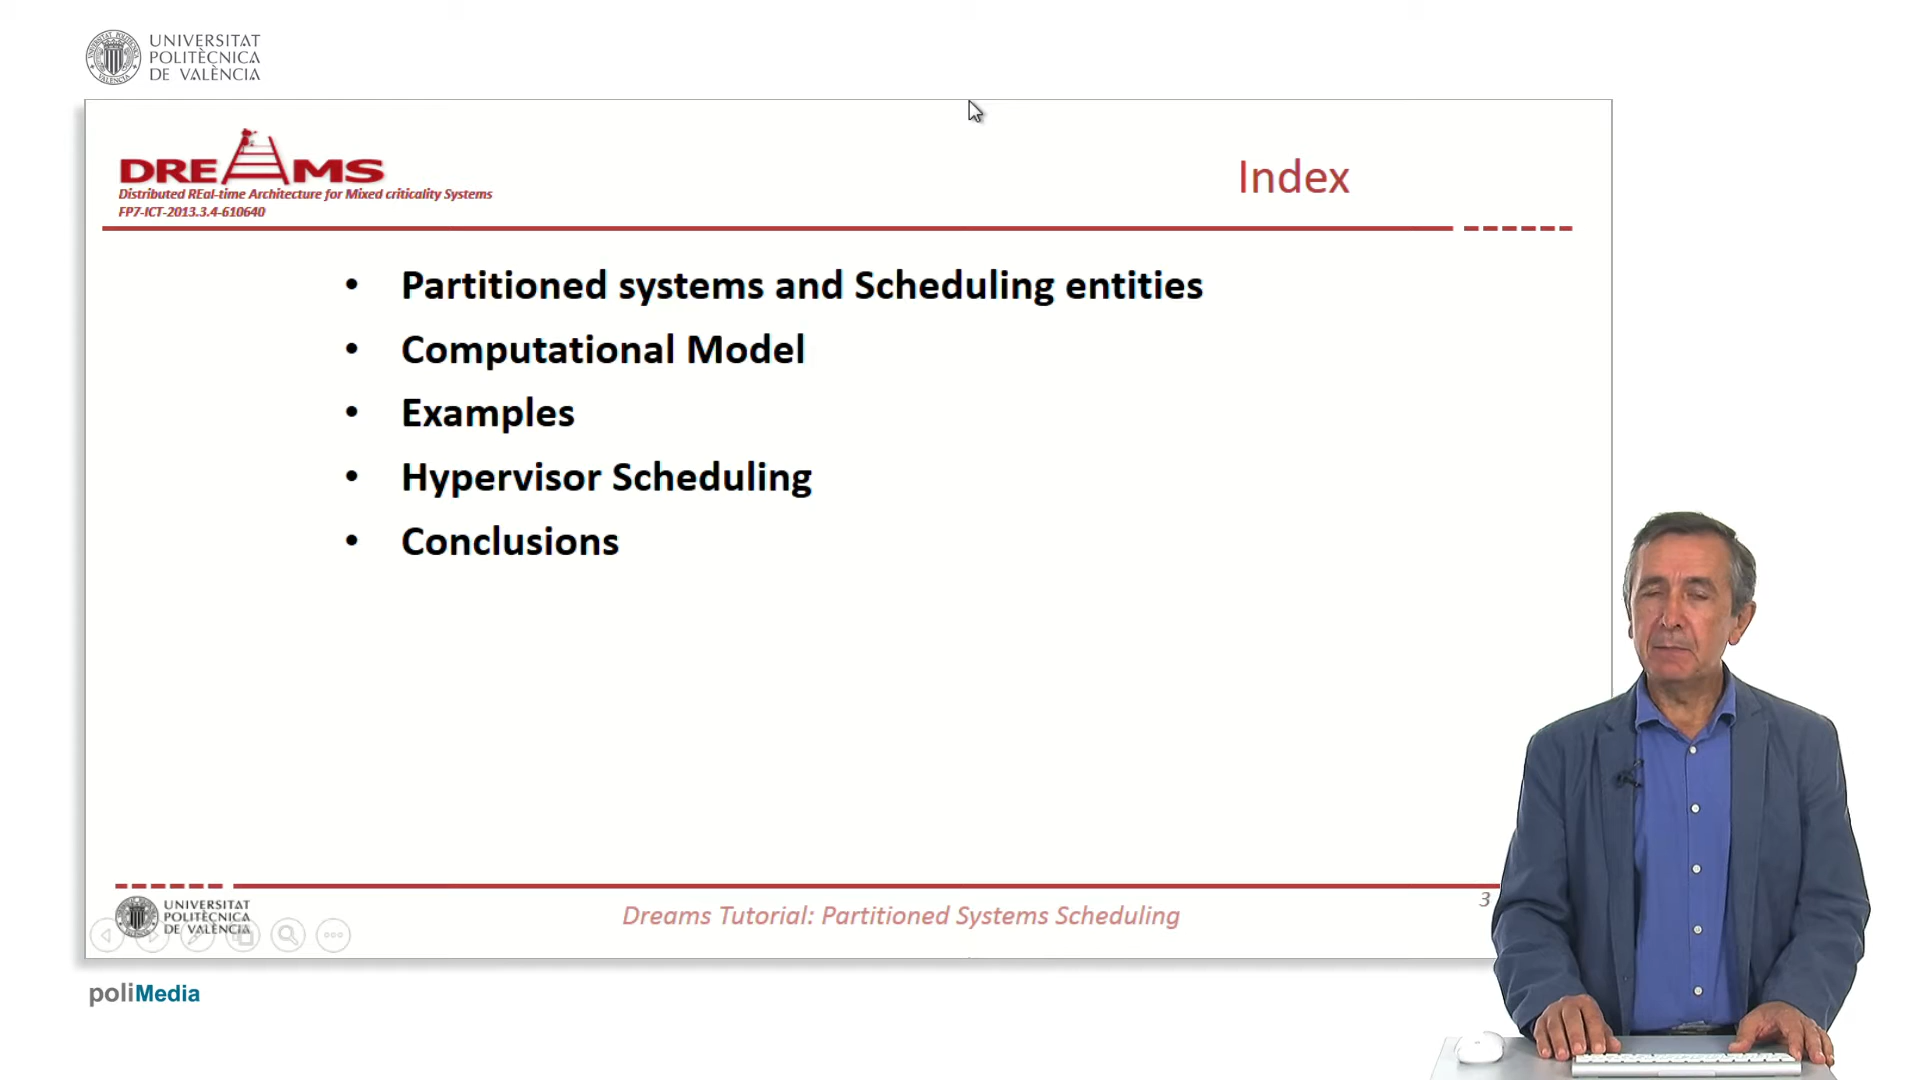 UNIVERSITAT
POLITÈCNICA
DE VALÈNCIA
DREAMS
Distributed REal-time Architecture for Mixed criticality Systems
FP7-ICT-2013.3.4-610640
Index
• Partitioned systems and Scheduling entities
• Computational Model
• Examples
• Hypervisor Scheduling
• Conclusions
UNIVERSITAT
POLITÈCNICA
DE VALÈNCIA
Dreams Tutorial: Partitioned Systems Scheduling
3
poliMedia